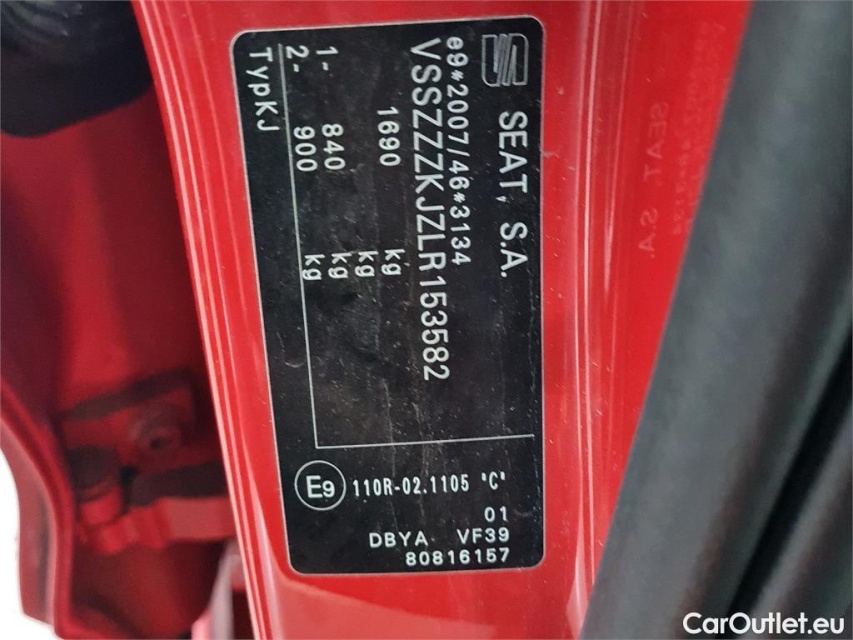 SEAT, S.A.
e9*2007/46*3134
VSSZZZKJZLR153582
1690 kg
kg
1- 840 kg
2- 900 kg
TypKJ
E9 110R-02.1105 "C"
01
DBYA VF39
80816157
CarOutlet.eu